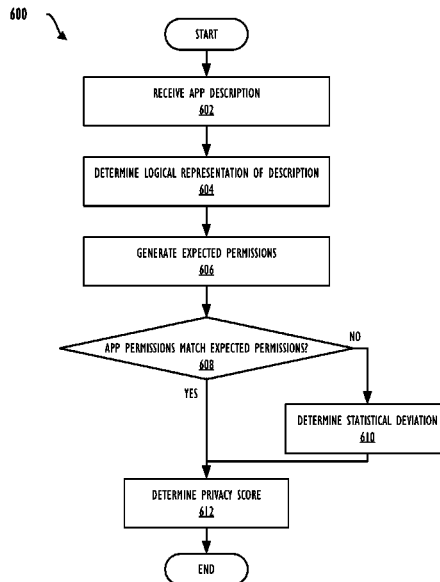 600
START
RECEIVE APP DESCRIPTION
602
DETERMINE LOGICAL REPRESENTATION OF DESCRIPTION
604
GENERATE EXPECTED PERMISSIONS
606
APP PERMISSIONS MATCH EXPECTED PERMISSIONS?
608
NO
YES
DETERMINE STATISTICAL DEVIATION
610
DETERMINE PRIVACY SCORE
612
END